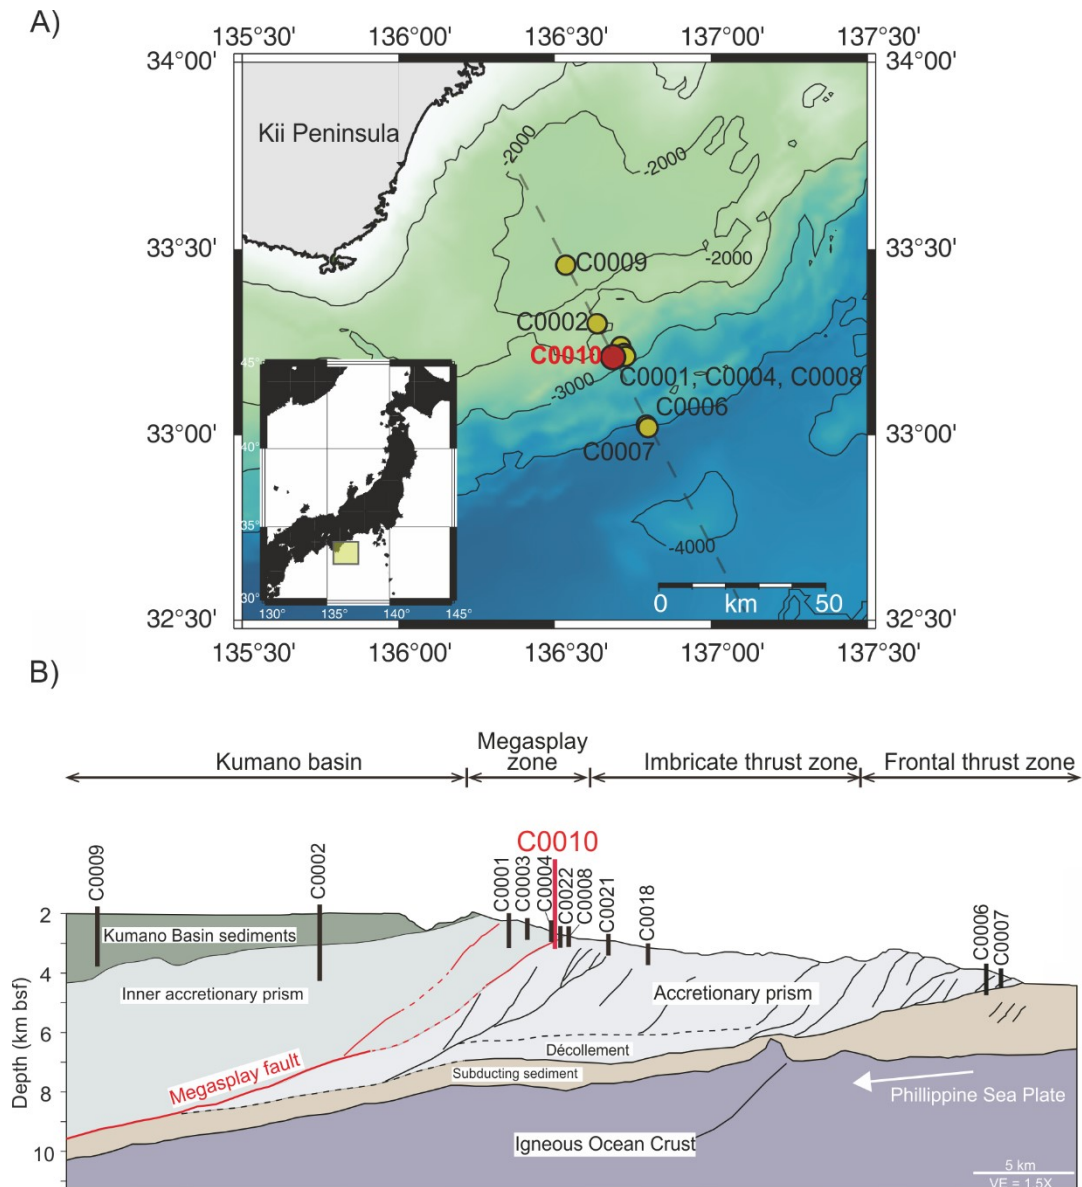 A)
135°30' 136°00' 136°30' 137°00' 137°30'
34°00' 34°00'
Kii Peninsula
-2000
-2000
33°30' 33°30'
-2000
C0009
C0002
C0010
C0001, C0004, C0008
-3000
C0006
C0007
33°00' 33°00'
45°
40°
35°
30°
130° 135° 140° 145°
-4000
0 km 50
32°30' 32°30'
135°30' 136°00' 136°30' 137°00' 137°30'
B)
Kumano basin
Megasplay
zone
Imbricate thrust zone
Frontal thrust zone
C0010
C0009
C0002
C0001
C0003
C0004
C0022
C0008
C0021
C0018
C0006
C0007
Depth (km bsf)
2
4
6
8
10
Kumano Basin sediments
Inner accretionary prism
Accretionary prism
Décollement
Subducting sediment
Megasplay fault
Phillippine Sea Plate
Igneous Ocean Crust
5 km
VE = 1.5X